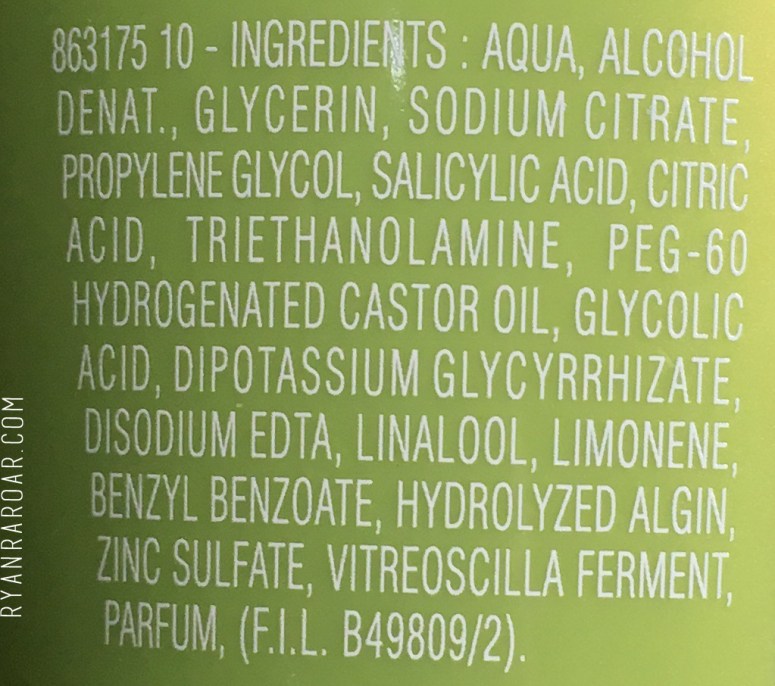 863175 10 - INGREDIENTS : AQUA, ALCOHOL
DENAT., GLYCERIN, SODIUM CITRATE,
PROPYLENE GLYCOL, SALICYLIC ACID, CITRIC
ACID, TRIETHANOLAMINE, PEG-60
HYDROGENATED CASTOR OIL, GLYCOLIC
ACID, DIPOTASSIUM GLYCYRRHIZATE,
DISODIUM EDTA, LINALOOL, LIMONENE,
BENZYL BENZOATE, HYDROLYZED ALGIN,
ZINC SULFATE, VITREOSCILLA FERMENT,
PARFUM, (F.I.L. B49809/2).
RYANRAROAR.COM